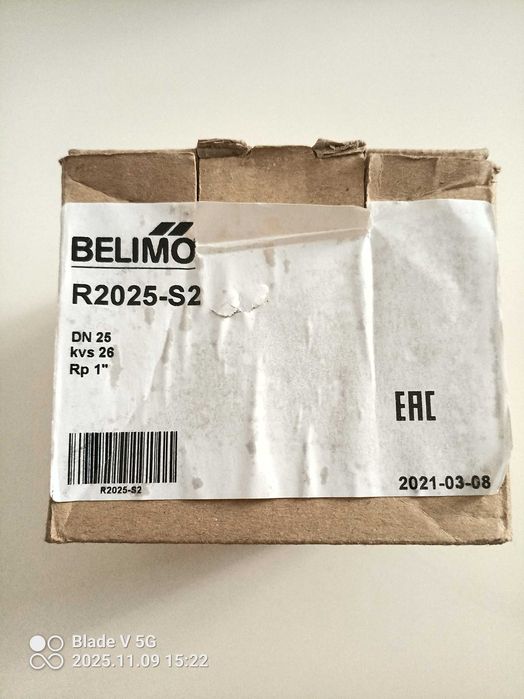 BELIMO
R2025-S2
DN 25
kvs 26
Rp 1"
EAC
R2025-S2
2021-03-08
Blade V 5G
2025.11.09 15:22